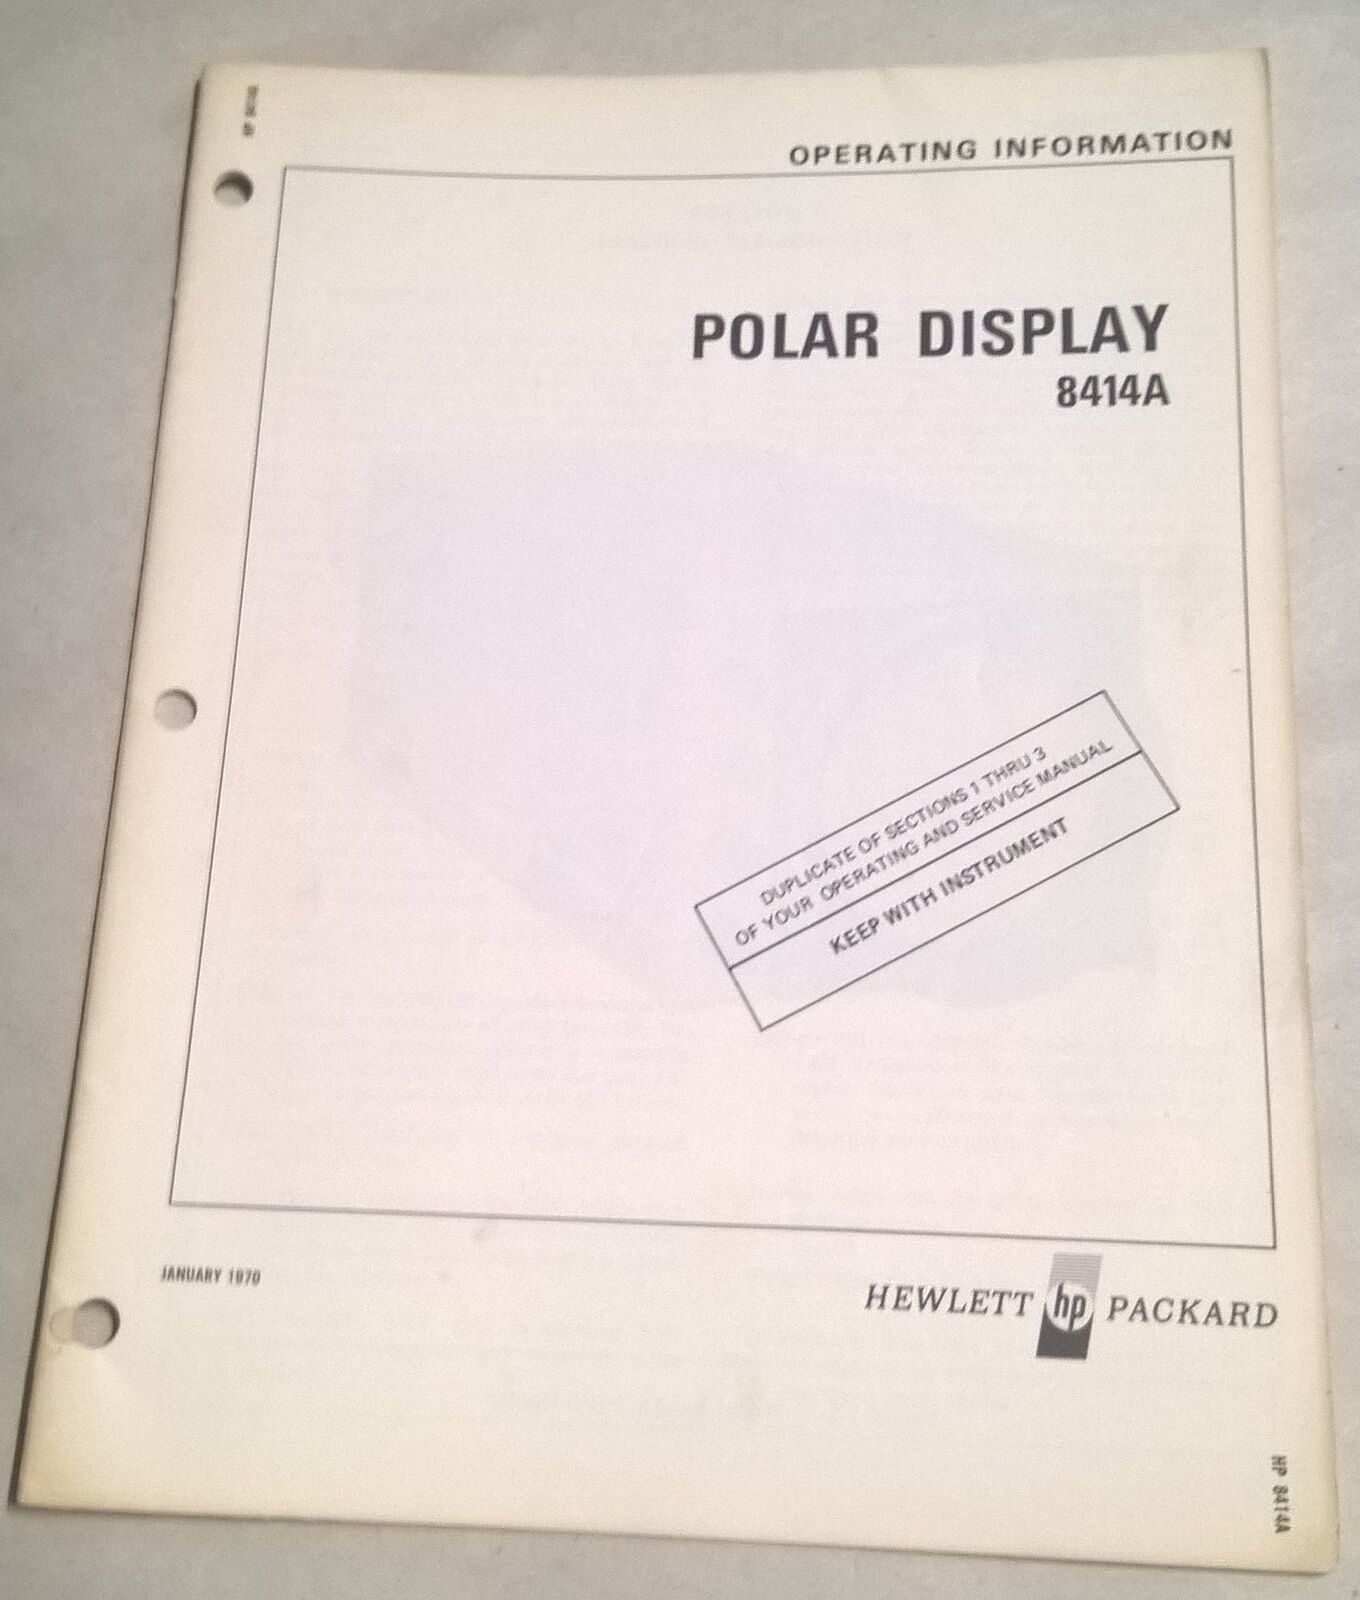 OPERATING INFORMATION
POLAR DISPLAY
8414A
DUPLICATE OF SECTIONS 1 THRU 3
OF YOUR OPERATING AND SERVICE MANUAL
KEEP WITH INSTRUMENT
JANUARY 1970
HEWLETT hp PACKARD
HP 8414A